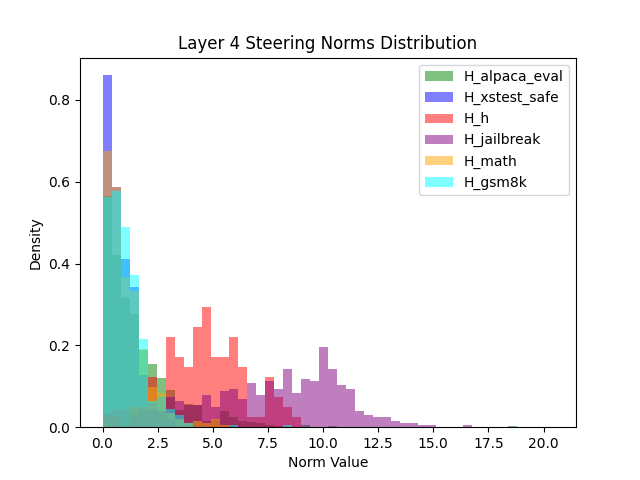 Layer 4 Steering Norms Distribution
H_alpaca_eval
H_xstest_safe
H_h
H_jailbreak
H_math
H_gsm8k
Density
0.8
0.6
0.4
0.2
0.0
0.0 2.5 5.0 7.5 10.0 12.5 15.0 17.5 20.0
Norm Value